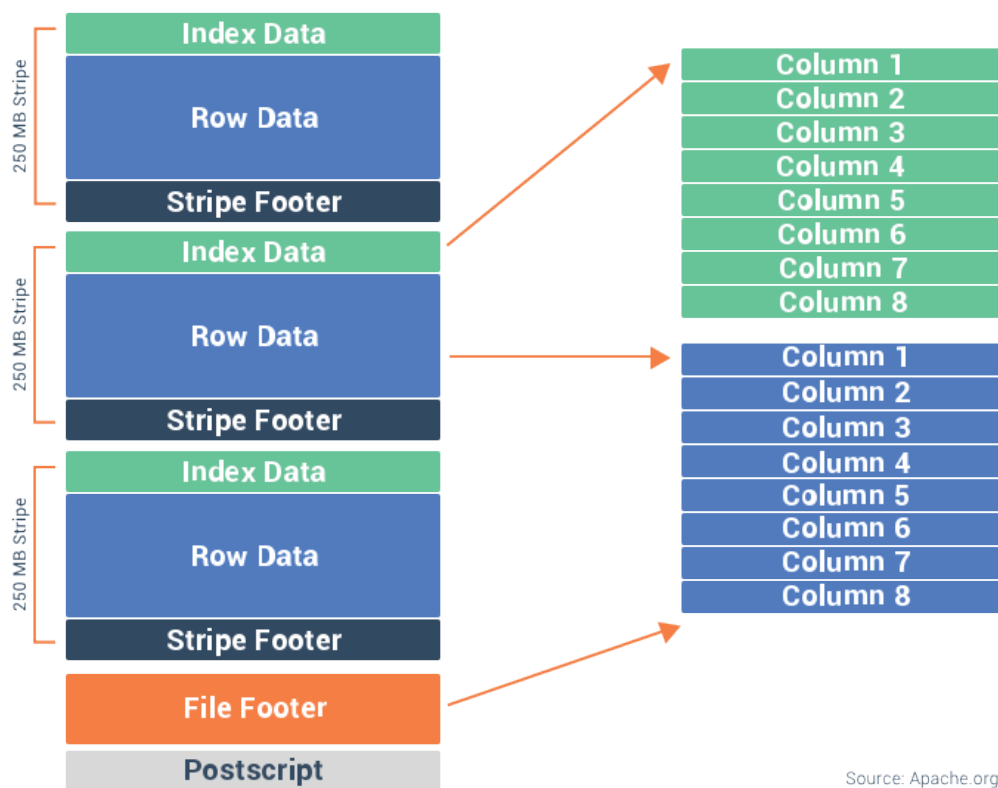 250 MB Stripe
Index Data
Row Data
Stripe Footer
250 MB Stripe
Index Data
Row Data
Stripe Footer
250 MB Stripe
Index Data
Row Data
Stripe Footer
File Footer
Postscript
Column 1
Column 2
Column 3
Column 4
Column 5
Column 6
Column 7
Column 8
Column 1
Column 2
Column 3
Column 4
Column 5
Column 6
Column 7
Column 8
Source: Apache.org